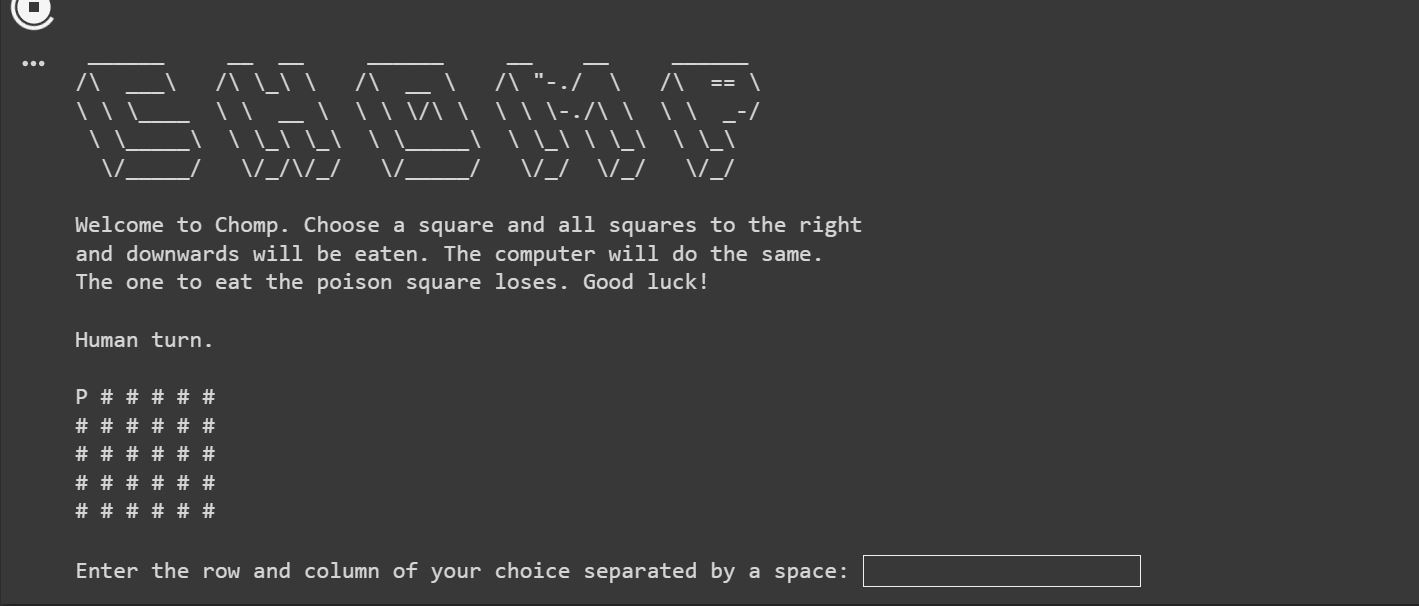 ...
 ______     __  __     ______     __    __     ______
/\  ___\   /\ \_\ \   /\  __ \   /\ "-./  \   /\  == \
\ \ \____  \ \  __ \  \ \ \/\ \  \ \ \-./\ \  \ \  _-/
 \ \_____\  \ \_\ \_\  \ \_____\  \ \_\ \ \_\  \ \_\
  \/_____/   \/_/\/_/   \/_____/   \/_/  \/_/   \/_/
Welcome to Chomp. Choose a square and all squares to the right
and downwards will be eaten. The computer will do the same.
The one to eat the poison square loses. Good luck!
Human turn.
P # # # # #
# # # # # #
# # # # # #
# # # # # #
# # # # # #
Enter the row and column of your choice separated by a space: